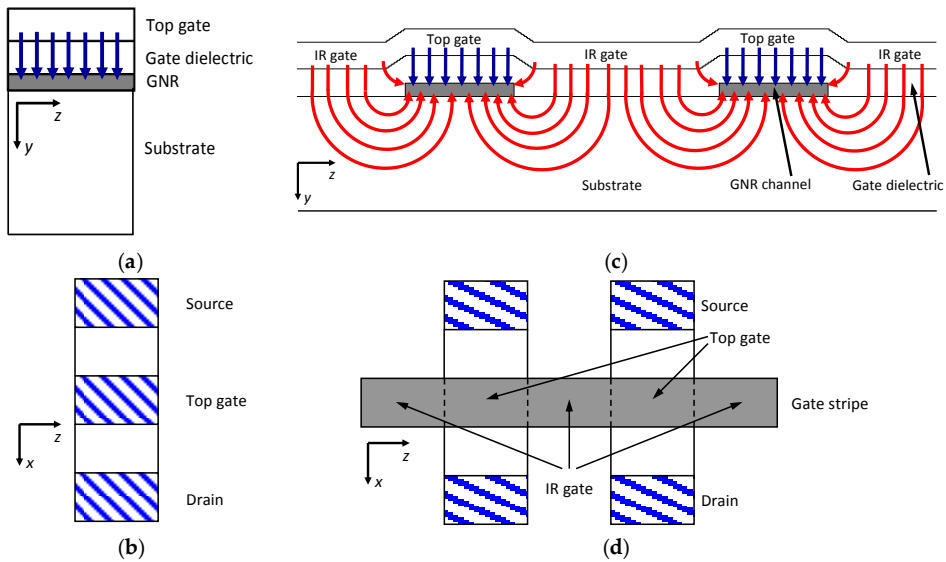 Top gate
Gate dielectric
GNR
z
y
Substrate
(a)
IR gate
Top gate
IR gate
Top gate
IR gate
z
y
Substrate
GNR channel
Gate dielectric
(c)
Source
Top gate
z
x
Drain
(b)
Source
Top gate
Gate stripe
z
x
IR gate
Drain
(d)